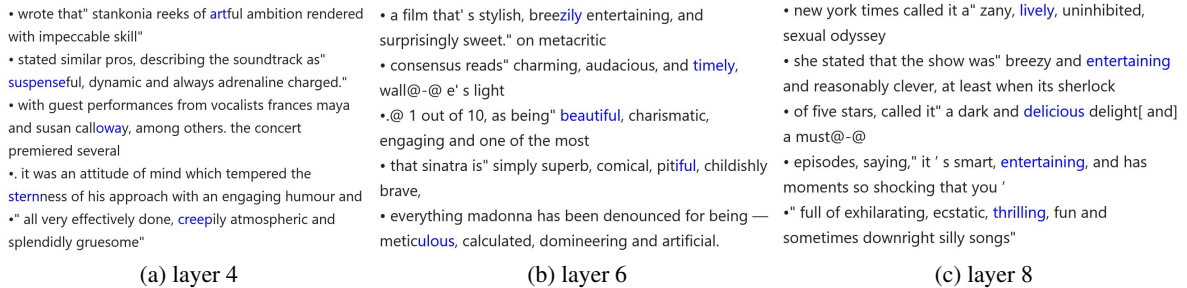 • wrote that" stankonia reeks of artful ambition rendered
with impeccable skill"
• stated similar pros, describing the soundtrack as"
suspenseful, dynamic and always adrenaline charged."
• with guest performances from vocalists frances maya
and susan calloway, among others. the concert
premiered several
•. it was an attitude of mind which tempered the
sternness of his approach with an engaging humour and
•" all very effectively done, creepily atmospheric and
splendidly gruesome"
(a) layer 4
• a film that' s stylish, breezily entertaining, and
surprisingly sweet." on metacritic
• consensus reads" charming, audacious, and timely,
wall@-@ e' s light
•.@ 1 out of 10, as being" beautiful, charismatic,
engaging and one of the most
• that sinatra is" simply superb, comical, pitiful, childishly
brave,
• everything madonna has been denounced for being —
meticulous, calculated, domineering and artificial.
(b) layer 6
• new york times called it a" zany, lively, uninhibited,
sexual odyssey
• she stated that the show was" breezy and entertaining
and reasonably clever, at least when its sherlock
• of five stars, called it" a dark and delicious delight[ and]
a must@-@
• episodes, saying," it ’ s smart, entertaining, and has
moments so shocking that you ’
•" full of exhilarating, ecstatic, thrilling, fun and
sometimes downright silly songs"
(c) layer 8